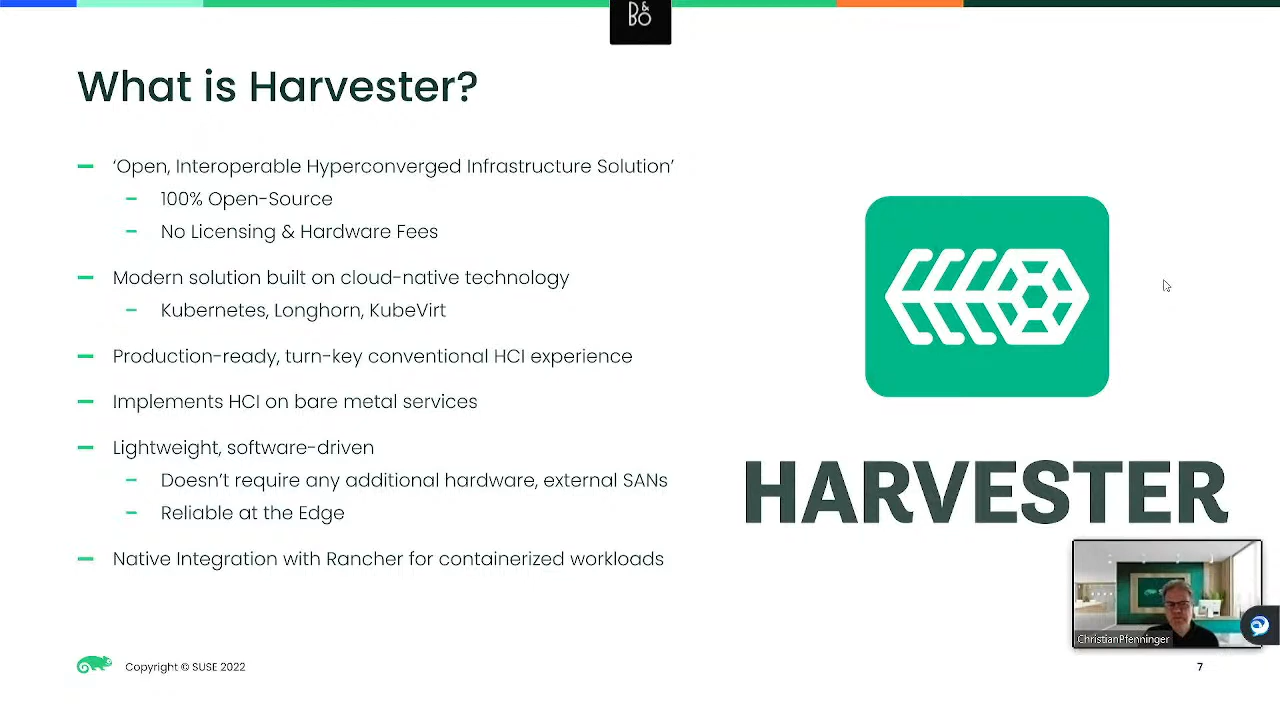 B&O
What is Harvester?
‘Open, Interoperable Hyperconverged Infrastructure Solution’
100% Open-Source
No Licensing & Hardware Fees
Modern solution built on cloud-native technology
Kubernetes, Longhorn, KubeVirt
Production-ready, turn-key conventional HCI experience
Implements HCI on bare metal services
Lightweight, software-driven
Doesn’t require any additional hardware, external SANs
Reliable at the Edge
Native Integration with Rancher for containerized workloads
HARVESTER
ChristianPfenninger
Copyright © SUSE 2022
7